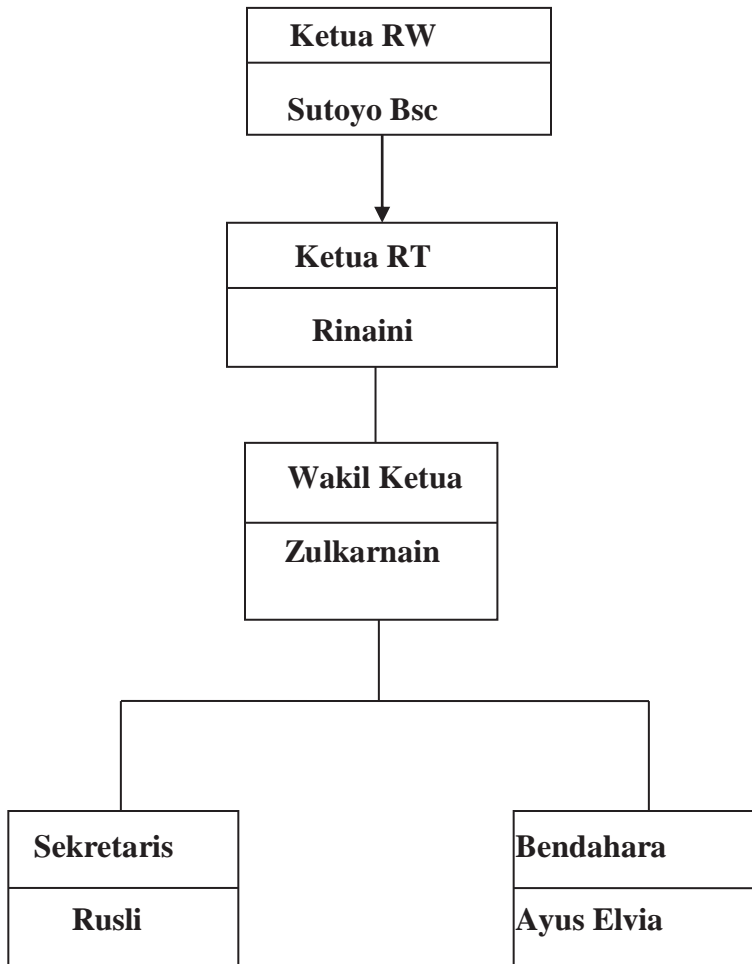 Ketua RW
Sutoyo Bsc
Ketua RT
Rinaini
Wakil Ketua
Zulkarnain
Sekretaris
Rusli
Bendahara
Ayus Elvia